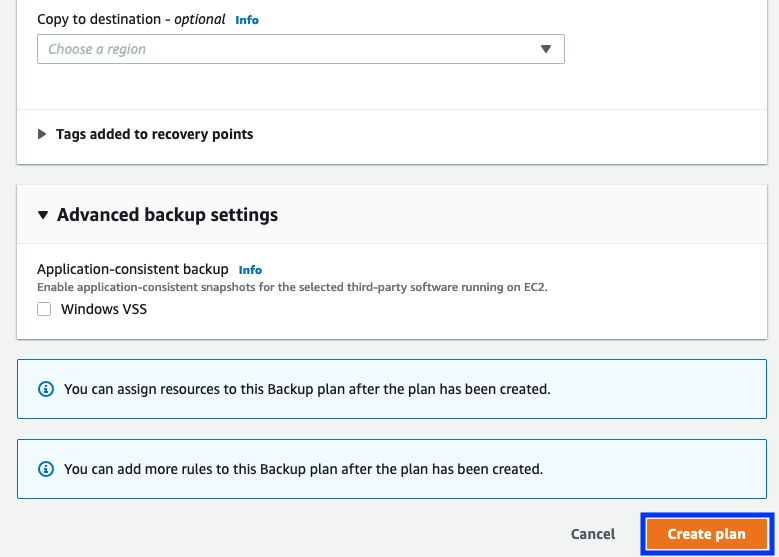 Copy to destination - optional Info
Choose a region
Tags added to recovery points
Advanced backup settings
Application-consistent backup Info
Enable application-consistent snapshots for the selected third-party software running on EC2.
Windows VSS
You can assign resources to this Backup plan after the plan has been created.
You can add more rules to this Backup plan after the plan has been created.
Cancel Create plan